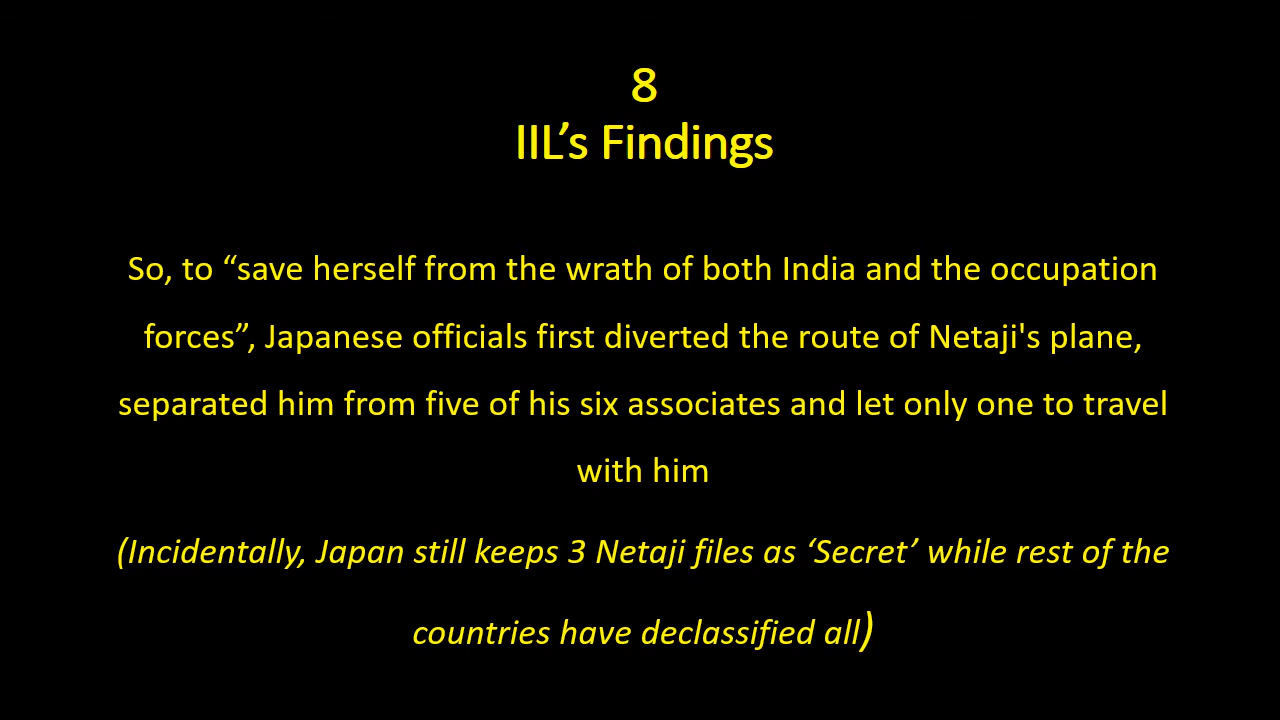 8
IIL’s Findings
So, to “save herself from the wrath of both India and the occupation
forces”, Japanese officials first diverted the route of Netaji's plane,
separated him from five of his six associates and let only one to travel
with him
(Incidentally, Japan still keeps 3 Netaji files as ‘Secret’ while rest of the
countries have declassified all)